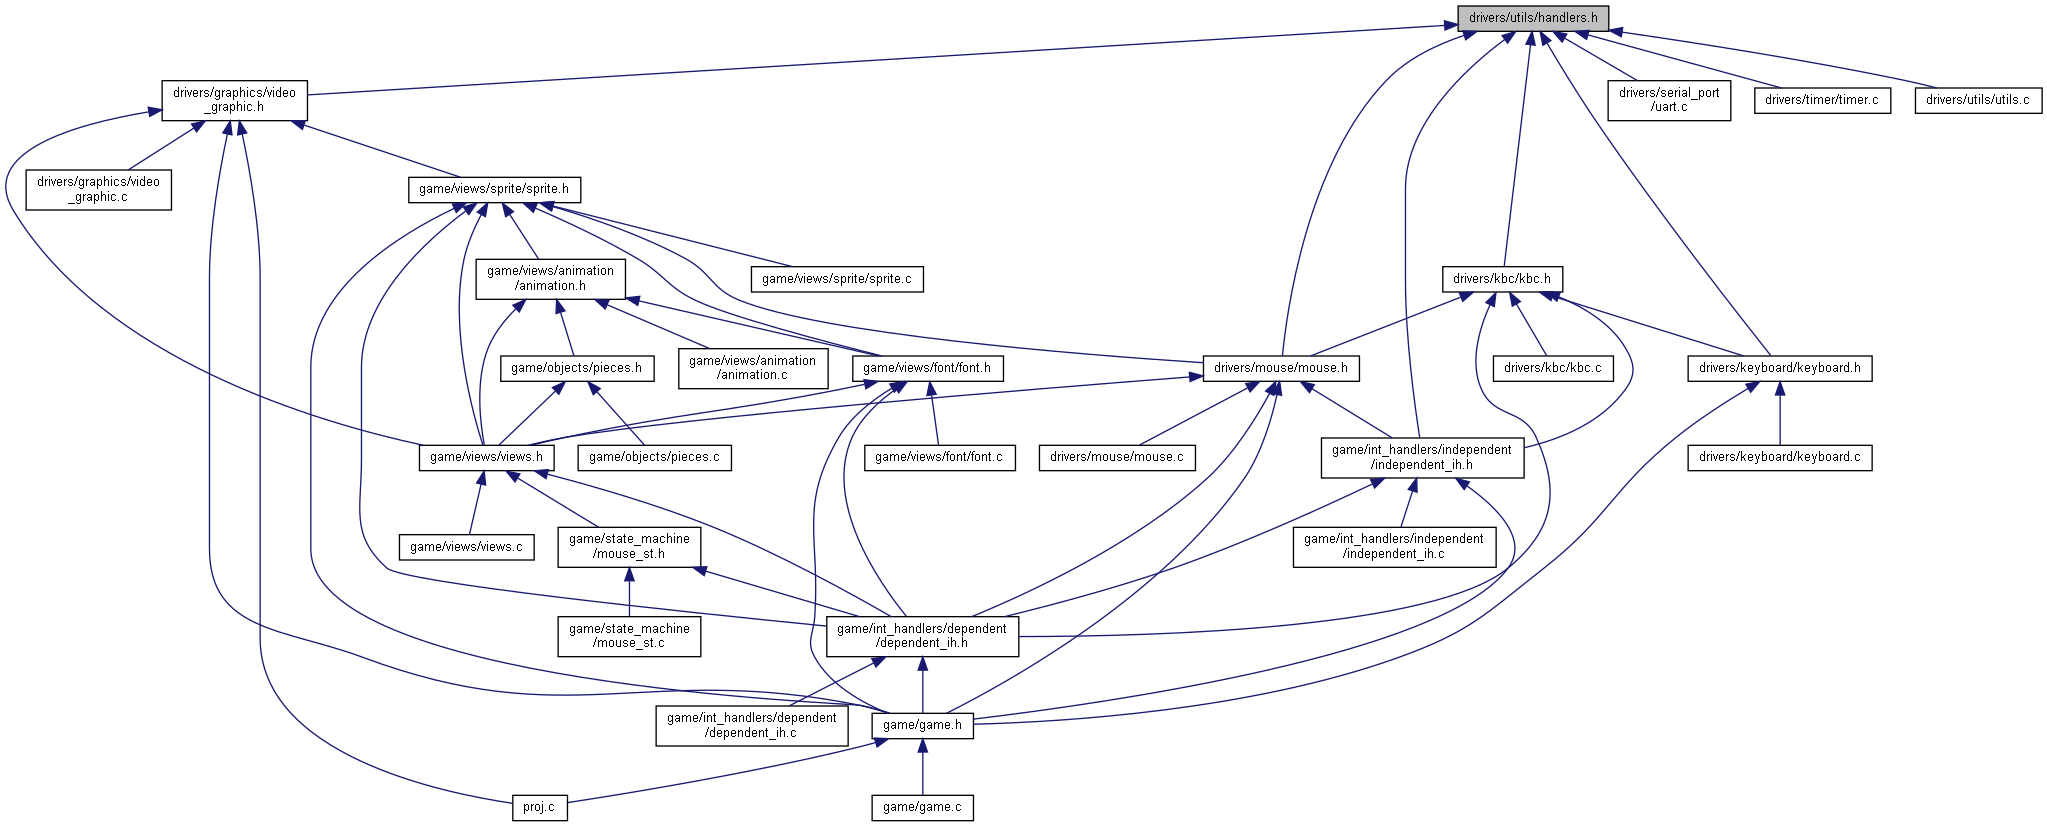 drivers/utils/handlers.h
drivers/graphics/video
_graphic.h
drivers/serial_port
/uart.c
drivers/timer/timer.c
drivers/utils/utils.c
drivers/graphics/video
_graphic.c
game/views/sprite/sprite.h
game/views/animation
/animation.h
game/views/sprite/sprite.c
drivers/kbc/kbc.h
game/objects/pieces.h
game/views/animation
/animation.c
game/views/font/font.h
drivers/mouse/mouse.h
drivers/kbc/kbc.c
drivers/keyboard/keyboard.h
game/views/views.h
game/objects/pieces.c
game/views/font/font.c
drivers/mouse/mouse.c
game/int_handlers/independent
/independent_ih.h
drivers/keyboard/keyboard.c
game/views/views.c
game/state_machine
/mouse_st.h
game/int_handlers/independent
/independent_ih.c
game/state_machine
/mouse_st.c
game/int_handlers/dependent
/dependent_ih.h
game/int_handlers/dependent
/dependent_ih.c
game/game.h
proj.c
game/game.c